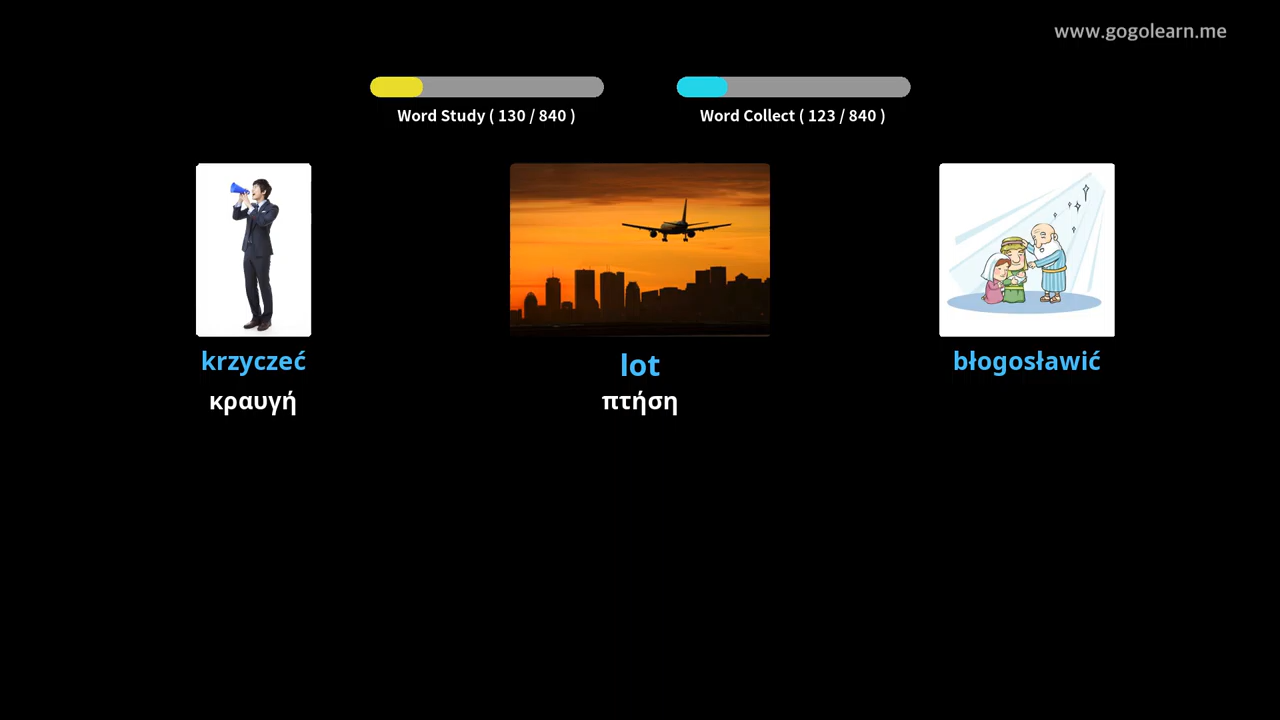 www.gogolearn.me
Word Study ( 130 / 840 )
Word Collect ( 123 / 840 )
krzyczeć
lot
błogosławić
κραυγή
πτήση